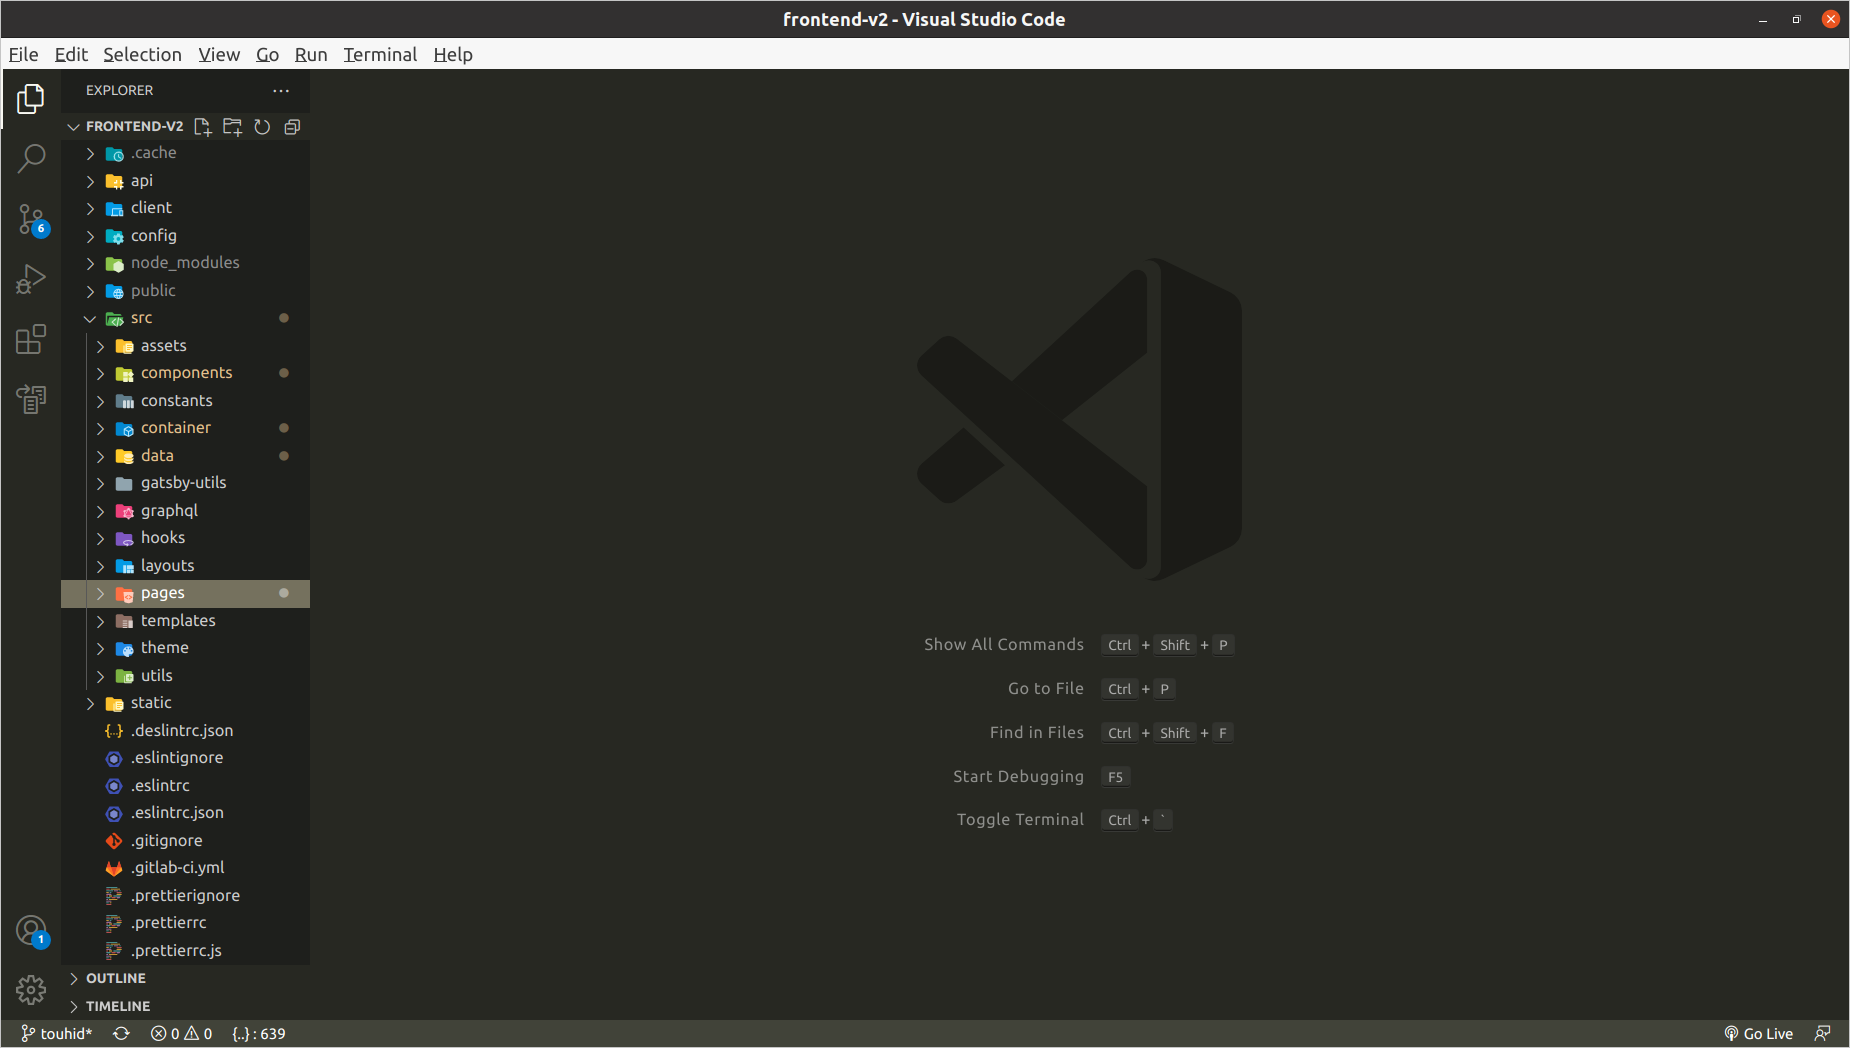 frontend-v2 - Visual Studio Code
File Edit Selection View Go Run Terminal Help
EXPLORER
FRONTEND-V2
.cache
api
client
config
node_modules
public
src
assets
components
constants
container
data
gatsby-utils
graphql
hooks
layouts
pages
templates
theme
utils
static
.deslintrc.json
.eslintignore
.eslintrc
.eslintrc.json
.gitignore
.gitlab-ci.yml
.prettierignore
.prettierrc
.prettierrc.js
OUTLINE
TIMELINE
6
1
Show All Commands Ctrl + Shift + P
Go to File Ctrl + P
Find in Files Ctrl + Shift + F
Start Debugging F5
Toggle Terminal Ctrl + `
touhid* 0 0 {..} : 639 Go Live